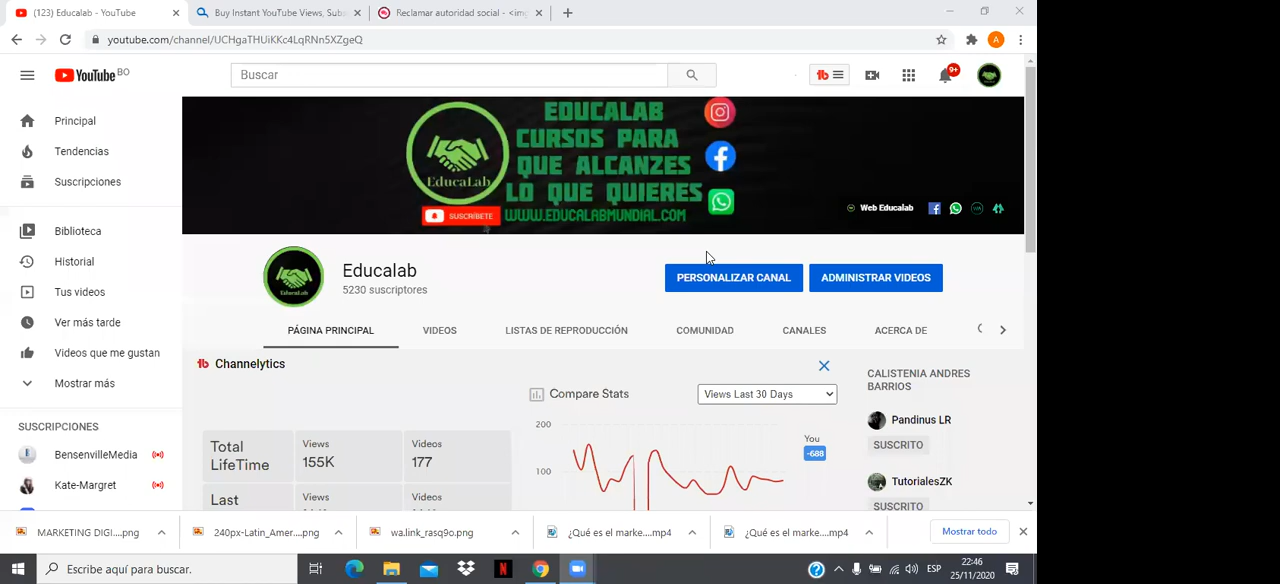 (123) Educalab - YouTube
Buy Instant YouTube Views, Subs
Reclamar autoridad social - <img
youtube.com/channel/UCHgaTHUiKKc4LqRNn5XZgeQ
A
YouTube BO
Buscar
tb
9+
EDUCALAB
CURSOS PARA
QUE ALCANZES
LO QUE QUIERES
EducaLab
SUSCRÍBETE
WWW.EDUCALABMUNDIAL.COM
Web Educalab
Principal
Tendencias
Suscripciones
Biblioteca
Historial
Tus videos
Ver más tarde
Videos que me gustan
Mostrar más
SUSCRIPCIONES
BensenvilleMedia
Kate-Margret
EducaLab
Educalab
5230 suscriptores
PERSONALIZAR CANAL
ADMINISTRAR VIDEOS
PÁGINA PRINCIPAL
VIDEOS
LISTAS DE REPRODUCCIÓN
COMUNIDAD
CANALES
ACERCA DE
tb Channelytics
Compare Stats
Views Last 30 Days
Total LifeTime
Views
155K
Videos
177
Last
Views
Videos
200
100
You
-688
CALISTENIA ANDRES
BARRIOS
Pandinus LR
SUSCRITO
TutorialesZK
SUSCRITO
MARKETING DIGI....png
240px-Latin_Amer....png
wa.link_rasq9o.png
¿Qué es el marke....mp4
¿Qué es el marke....mp4
Mostrar todo
Escribe aquí para buscar.
N
ESP
22:46
25/11/2020